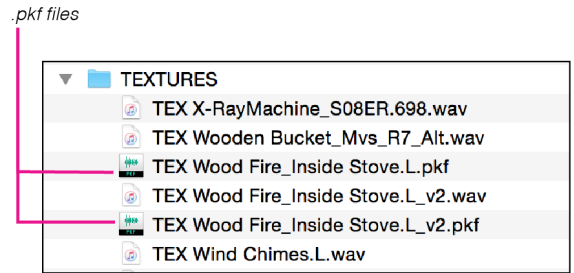 .pkf files
TEXTURES
TEX X-RayMachine_S08ER.698.wav
TEX Wooden Bucket_Mvs_R7_Alt.wav
TEX Wood Fire_Inside Stove.L.pkf
TEX Wood Fire_Inside Stove.L_v2.wav
TEX Wood Fire_Inside Stove.L_v2.pkf
TEX Wind Chimes.L.wav